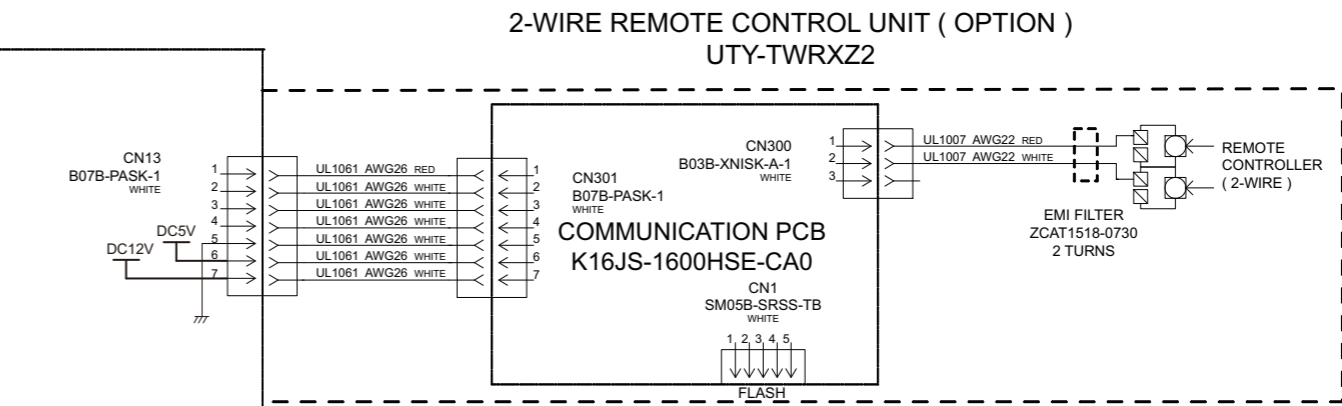 2-WIRE REMOTE CONTROL UNIT ( OPTION )
UTY-TWRXZ2
CN13
B07B-PASK-1
WHITE
DC5V
DC12V
1
2
3
4
5
6
7
UL1061 AWG26 RED
UL1061 AWG26 WHITE
UL1061 AWG26 WHITE
UL1061 AWG26 WHITE
UL1061 AWG26 WHITE
UL1061 AWG26 WHITE
UL1061 AWG26 WHITE
1
2
3
4
5
6
7
CN301
B07B-PASK-1
WHITE
COMMUNICATION PCB
K16JS-1600HSE-CA0
CN1
SM05B-SRSS-TB
WHITE
1 2 3 4 5
FLASH
CN300
B03B-XNISK-A-1
WHITE
1
2
3
UL1007 AWG22 RED
UL1007 AWG22 WHITE
EMI FILTER
ZCAT1518-0730
2 TURNS
REMOTE
CONTROLLER
( 2-WIRE )